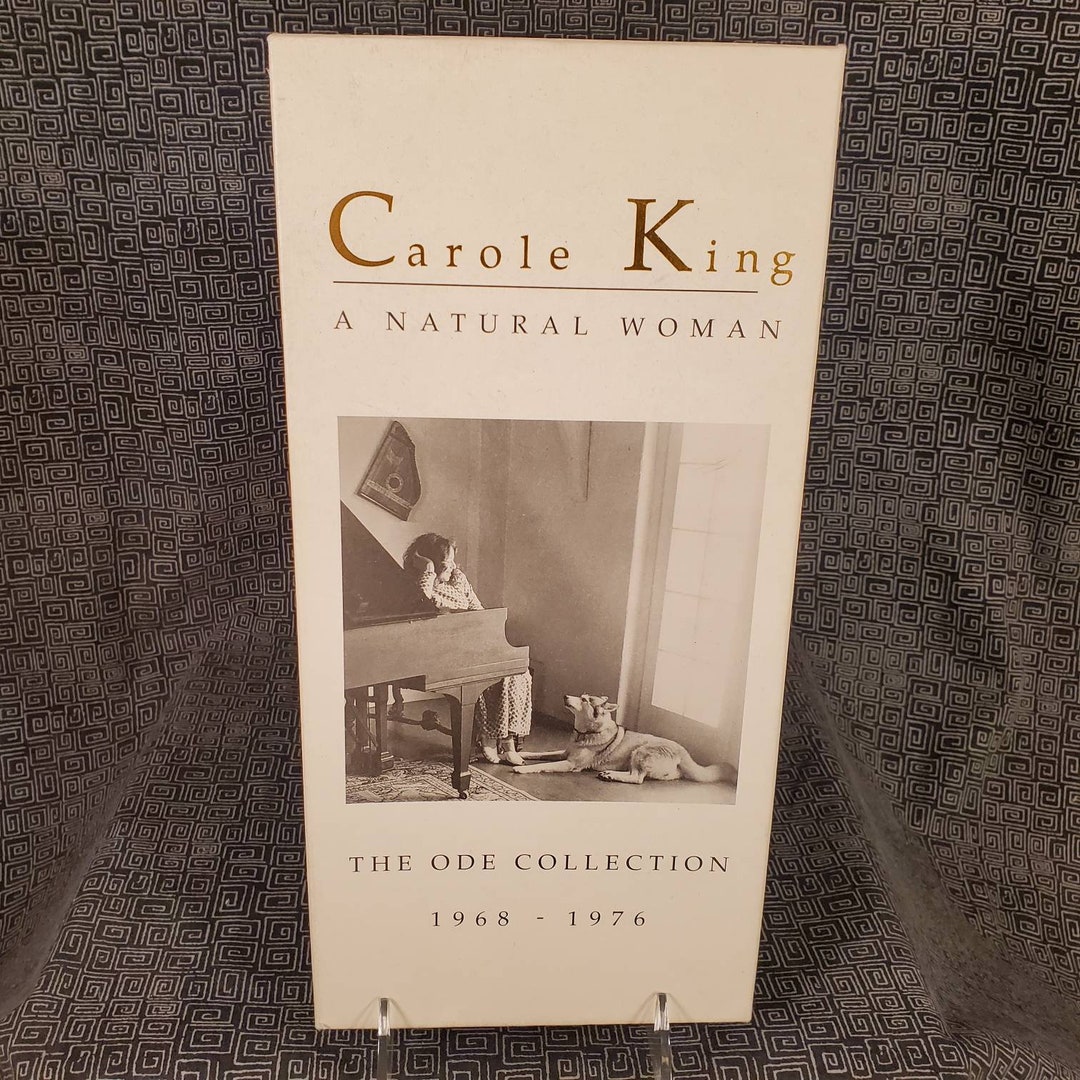 Carole King
A NATURAL WOMAN
THE ODE COLLECTION
1968 - 1976